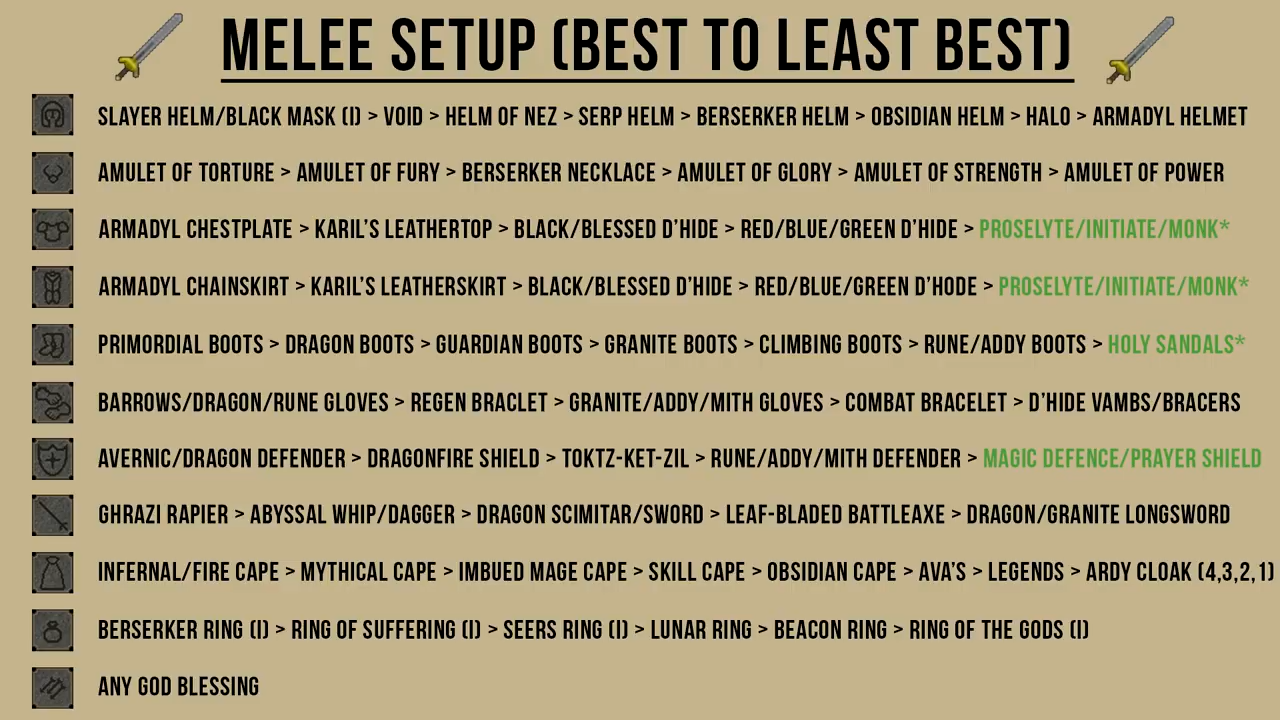 MELEE SETUP (BEST TO LEAST BEST)
SLAYER HELM/BLACK MASK (I) > VOID > HELM OF NEZ > SERP HELM > BERSERKER HELM > OBSIDIAN HELM > HALO > ARMADYL HELMET
AMULET OF TORTURE > AMULET OF FURY > BERSERKER NECKLACE > AMULET OF GLORY > AMULET OF STRENGTH > AMULET OF POWER
ARMADYL CHESTPLATE > KARIL'S LEATHERTOP > BLACK/BLESSED D'HIDE > RED/BLUE/GREEN D'HIDE > PROSELYTE/INITIATE/MONK*
ARMADYL CHAINSKIRT > KARIL'S LEATHERSKIRT > BLACK/BLESSED D'HIDE > RED/BLUE/GREEN D'HODE > PROSELYTE/INITIATE/MONK*
PRIMORDIAL BOOTS > DRAGON BOOTS > GUARDIAN BOOTS > GRANITE BOOTS > CLIMBING BOOTS > RUNE/ADDY BOOTS > HOLY SANDALS*
BARROWS/DRAGON/RUNE GLOVES > REGEN BRACLET > GRANITE/ADDY/MITH GLOVES > COMBAT BRACELET > D'HIDE VAMBS/BRACERS
AVERNIC/DRAGON DEFENDER > DRAGONFIRE SHIELD > TOKTZ-KET-ZIL > RUNE/ADDY/MITH DEFENDER > MAGIC DEFENCE/PRAYER SHIELD
GHRAZI RAPIER > ABYSSAL WHIP/DAGGER > DRAGON SCIMITAR/SWORD > LEAF-BLADED BATTLEAXE > DRAGON/GRANITE LONGSWORD
INFERNAL/FIRE CAPE > MYTHICAL CAPE > IMBUED MAGE CAPE > SKILL CAPE > OBSIDIAN CAPE > AVA'S > LEGENDS > ARDY CLOAK (4,3,2,1)
BERSERKER RING (I) > RING OF SUFFERING (I) > SEERS RING (I) > LUNAR RING > BEACON RING > RING OF THE GODS (I)
ANY GOD BLESSING